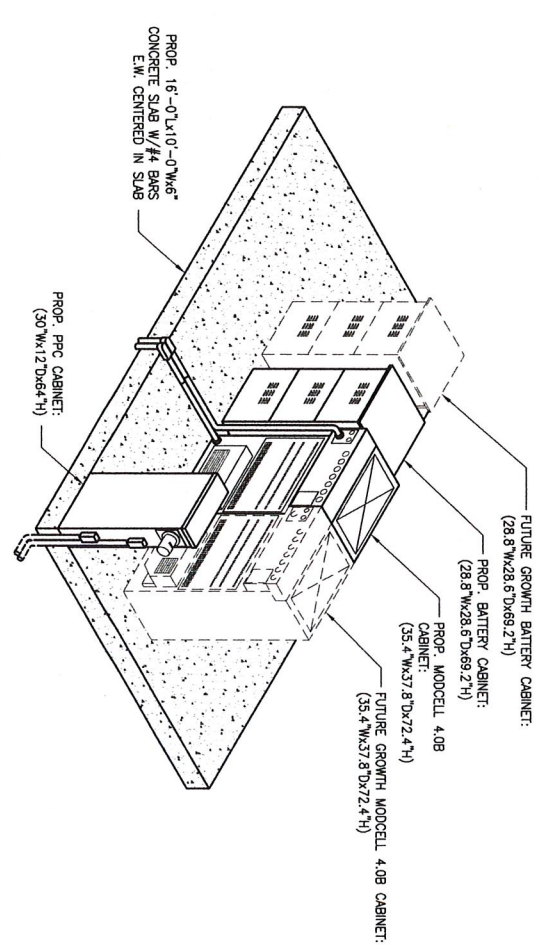 FUTURE GROWTH BATTERY CABINET:
(28.8"Wx28.6"Dx69.2"H)
PROP. BATTERY CABINET:
(28.8"Wx28.6"Dx69.2"H)
PROP. MODCELL 4.0B
CABINET:
(35.4"Wx37.8"Dx72.4"H)
FUTURE GROWTH MODCELL 4.0B CABINET:
(35.4"Wx37.8"Dx72.4"H)
PROP. 16'-0"Lx10'-0"Wx6"
CONCRETE SLAB W/#4 BARS
E.W. CENTERED IN SLAB
PROP. PPC CABINET:
(30"Wx12"Dx64"H)